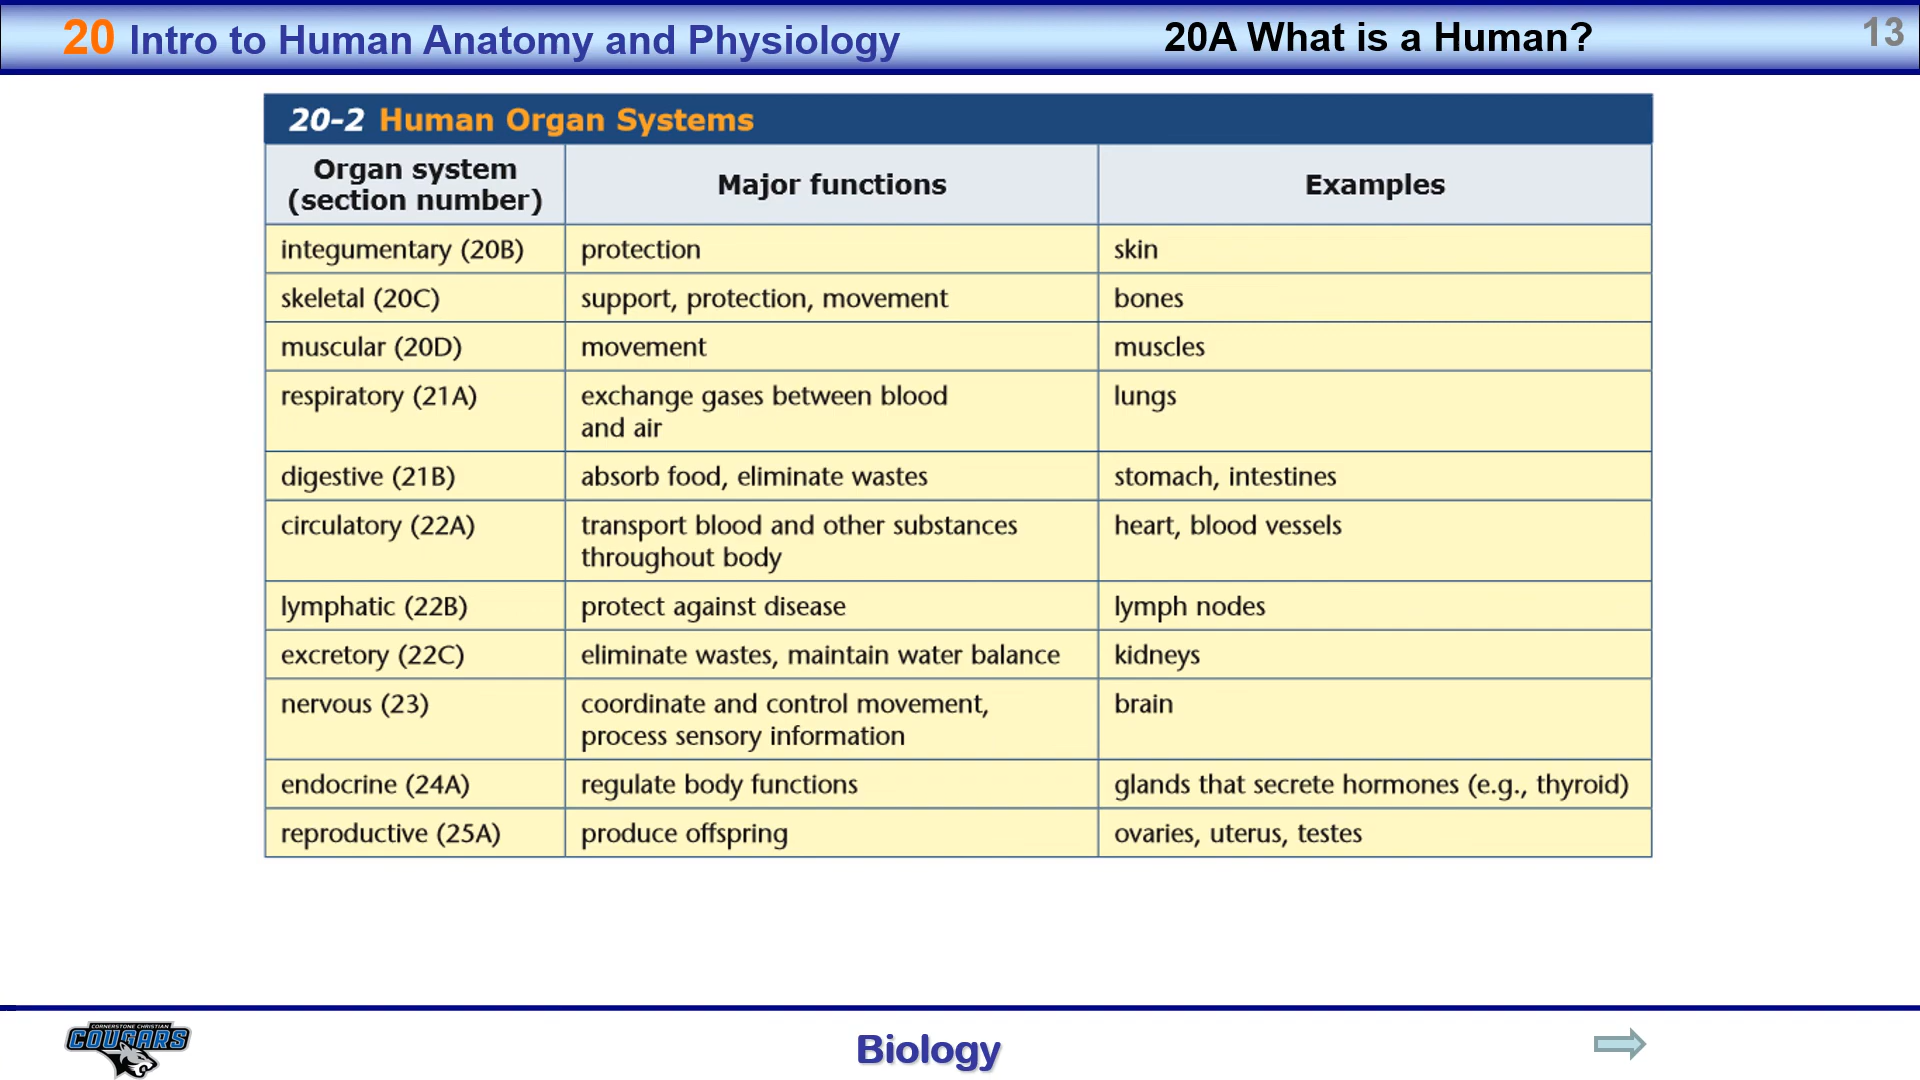 20 Intro to Human Anatomy and Physiology
20A What is a Human?
13
20-2 Human Organ Systems
Organ system
(section number)
Major functions
Examples
integumentary (20B)
protection
skin
skeletal (20C)
support, protection, movement
bones
muscular (20D)
movement
muscles
respiratory (21A)
exchange gases between blood
and air
lungs
digestive (21B)
absorb food, eliminate wastes
stomach, intestines
circulatory (22A)
transport blood and other substances
throughout body
heart, blood vessels
lymphatic (22B)
protect against disease
lymph nodes
excretory (22C)
eliminate wastes, maintain water balance
kidneys
nervous (23)
coordinate and control movement,
process sensory information
brain
endocrine (24A)
regulate body functions
glands that secrete hormones (e.g., thyroid)
reproductive (25A)
produce offspring
ovaries, uterus, testes
CORNERSTONE CHRISTIAN
COUGARS
Biology